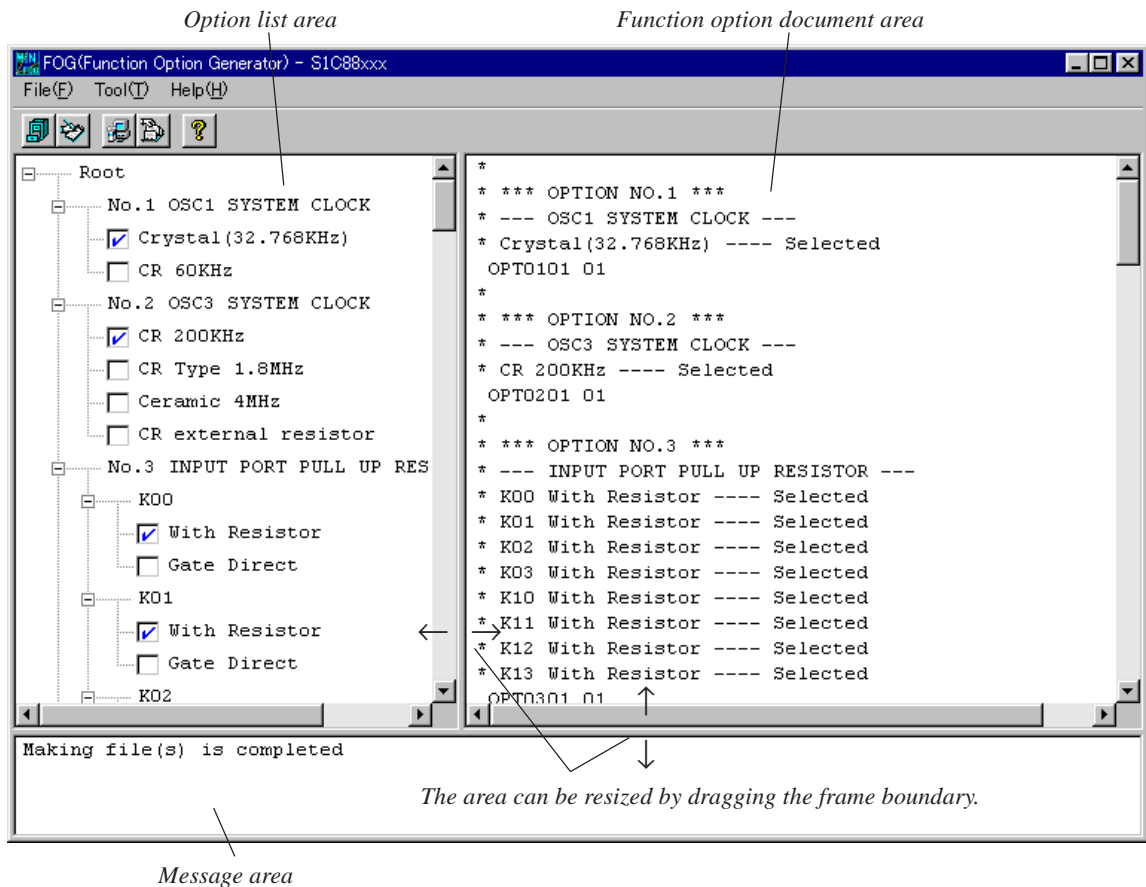 Option list area
Function option document area
FOG(Function Option Generator) - S1C88xxx
File(F) Tool(T) Help(H)
Root
No.1 OSC1 SYSTEM CLOCK
Crystal(32.768KHz)
CR 60KHz
No.2 OSC3 SYSTEM CLOCK
CR 200KHz
CR Type 1.8MHz
Ceramic 4MHz
CR external resistor
No.3 INPUT PORT PULL UP RES
K00
With Resistor
Gate Direct
K01
With Resistor
Gate Direct
K02
*
* *** OPTION NO.1 ***
* --- OSC1 SYSTEM CLOCK ---
* Crystal(32.768KHz) ---- Selected
OPT0101 01
*
* *** OPTION NO.2 ***
* --- OSC3 SYSTEM CLOCK ---
* CR 200KHz ---- Selected
OPT0201 01
*
* *** OPTION NO.3 ***
* --- INPUT PORT PULL UP RESISTOR ---
* K00 With Resistor ---- Selected
* K01 With Resistor ---- Selected
* K02 With Resistor ---- Selected
* K03 With Resistor ---- Selected
* K10 With Resistor ---- Selected
* K11 With Resistor ---- Selected
* K12 With Resistor ---- Selected
* K13 With Resistor ---- Selected
OPT0301 01
Making file(s) is completed
The area can be resized by dragging the frame boundary.
Message area